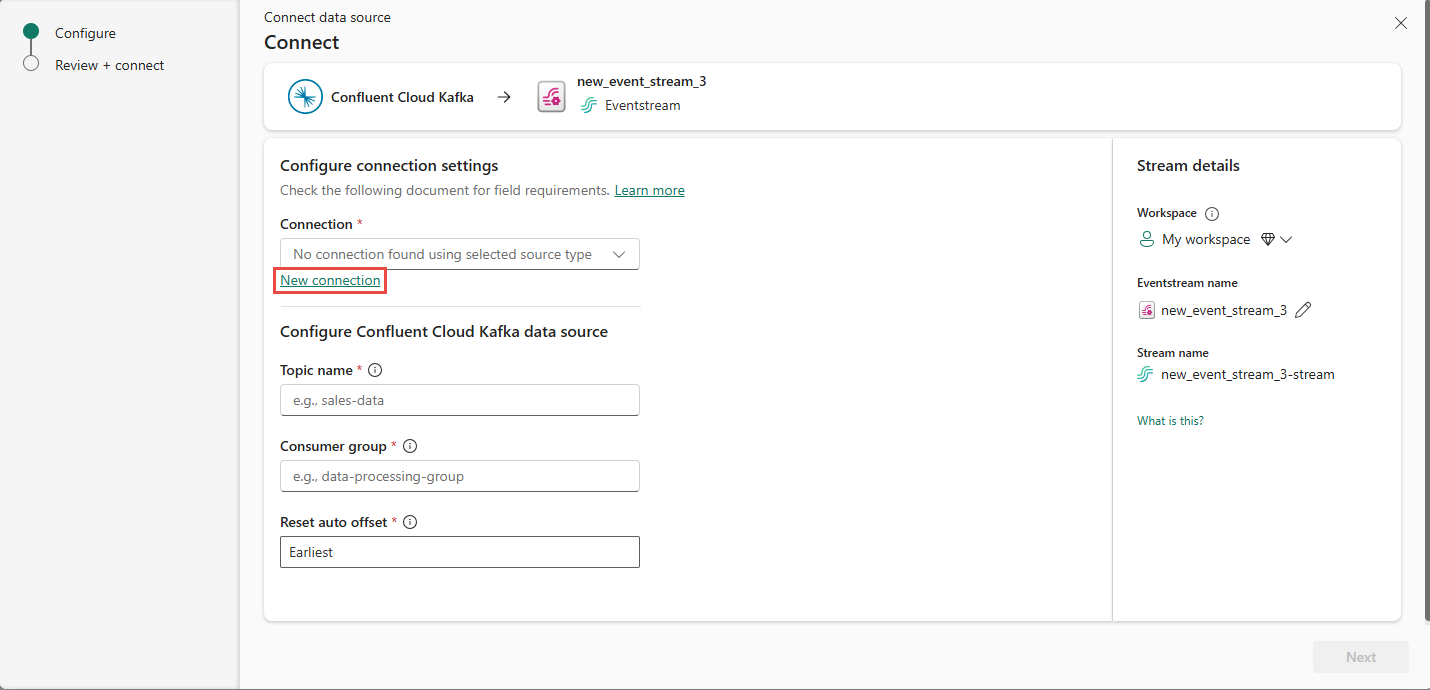 Configure
Review + connect
Connect data source
Connect
Confluent Cloud Kafka
new_event_stream_3
Eventstream
Configure connection settings
Check the following document for field requirements. Learn more
Connection *
No connection found using selected source type
New connection
Configure Confluent Cloud Kafka data source
Topic name *
e.g., sales-data
Consumer group *
e.g., data-processing-group
Reset auto offset *
Earliest
Stream details
Workspace
My workspace
Eventstream name
new_event_stream_3
Stream name
new_event_stream_3-stream
What is this?
Next